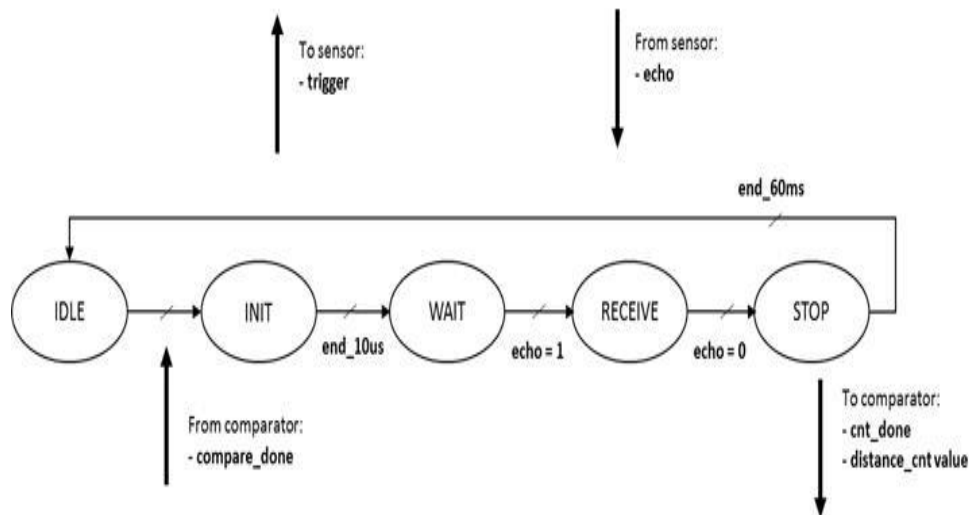 To sensor:
- trigger
From sensor:
- echo
end_60ms
IDLE
INIT
WAIT
RECEIVE
STOP
end_10us
echo = 1
echo = 0
From comparator:
- compare_done
To comparator:
- cnt_done
- distance_cnt value